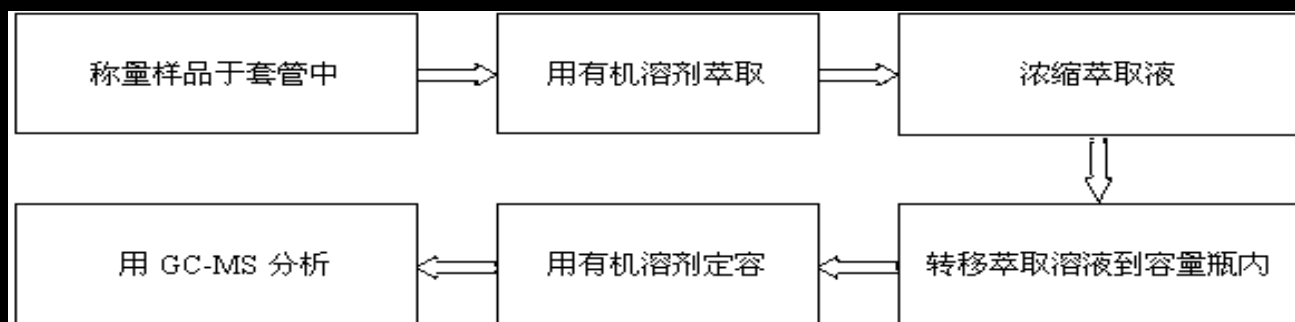 称量样品于套管中
用有机溶剂萃取
浓缩萃取液
转移萃取溶液到容量瓶内
用有机溶剂定容
用 GC-MS 分析